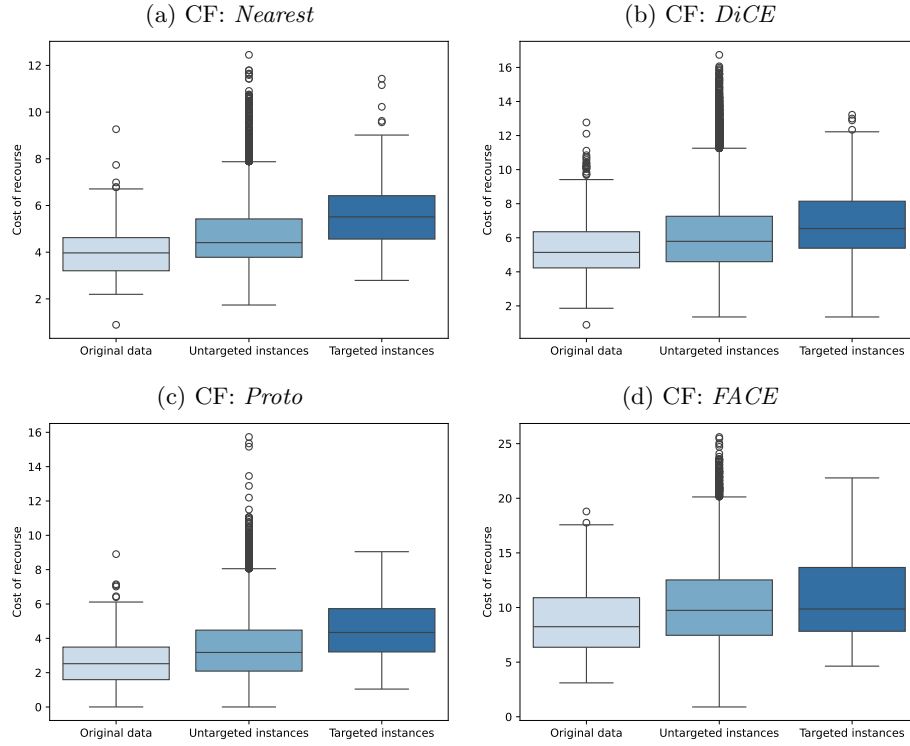 (a) CF: Nearest
Cost of recourse
12
10
8
6
4
2
Original data
Untargeted instances
Targeted instances
(b) CF: DiCE
Cost of recourse
16
14
12
10
8
6
4
2
Original data
Untargeted instances
Targeted instances
(c) CF: Proto
Cost of recourse
16
14
12
10
8
6
4
2
0
Original data
Untargeted instances
Targeted instances
(d) CF: FACE
Cost of recourse
25
20
15
10
5
0
Original data
Untargeted instances
Targeted instances